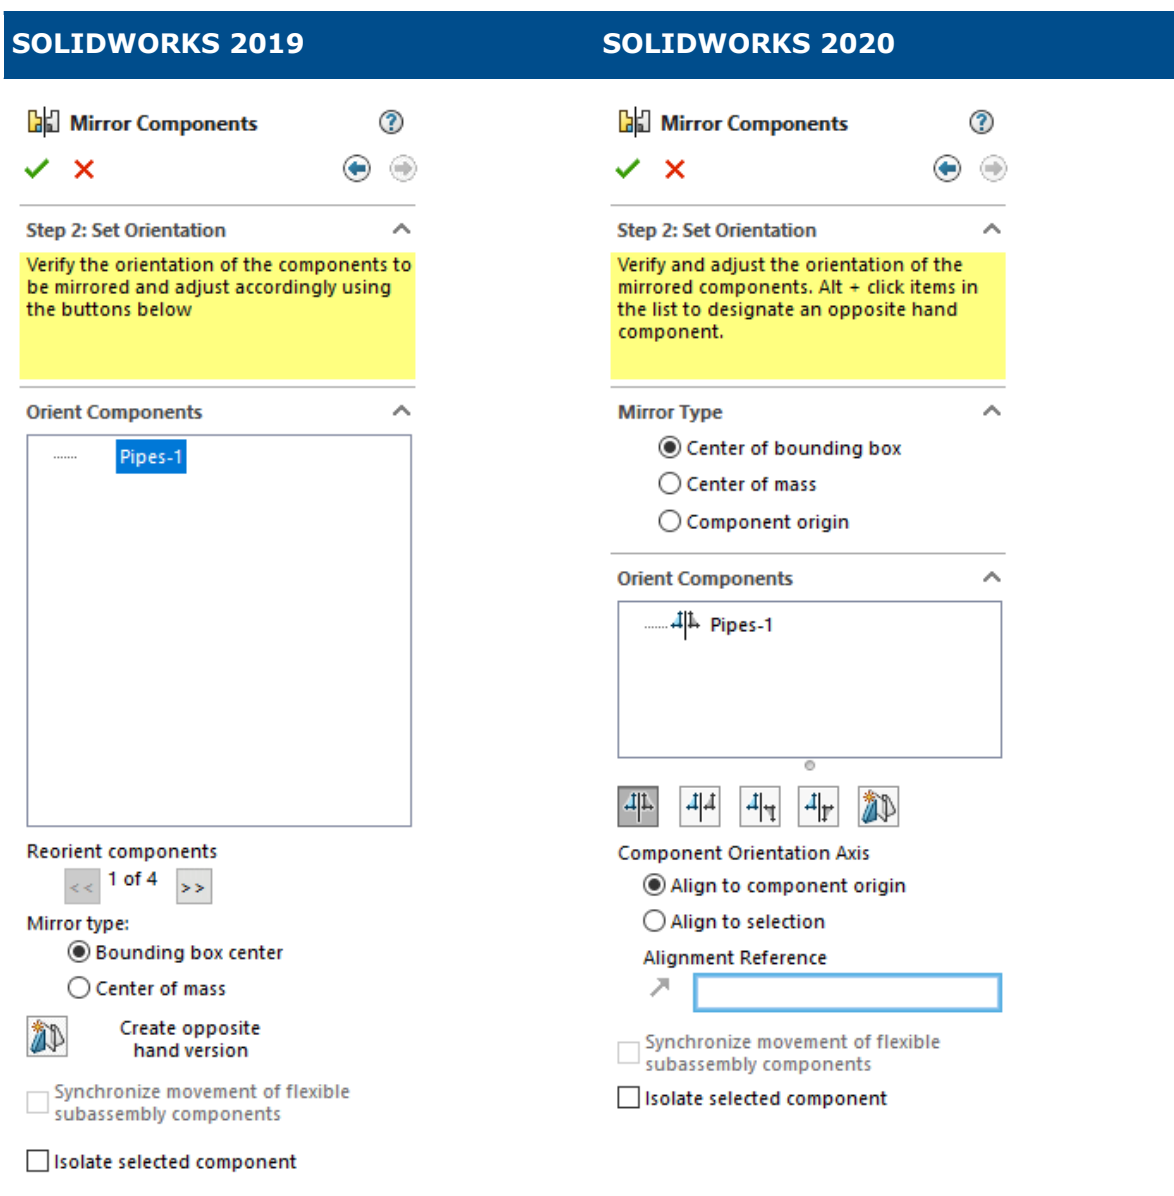 SOLIDWORKS 2019
Mirror Components
Step 2: Set Orientation
Verify the orientation of the components to
be mirrored and adjust accordingly using
the buttons below
Orient Components
Pipes-1
Reorient components
<< 1 of 4 >>
Mirror type:
Bounding box center
Center of mass
Create opposite
hand version
Synchronize movement of flexible
subassembly components
Isolate selected component
SOLIDWORKS 2020
Mirror Components
Step 2: Set Orientation
Verify and adjust the orientation of the
mirrored components. Alt + click items in
the list to designate an opposite hand
component.
Mirror Type
Center of bounding box
Center of mass
Component origin
Orient Components
Pipes-1
Component Orientation Axis
Align to component origin
Align to selection
Alignment Reference
Synchronize movement of flexible
subassembly components
Isolate selected component